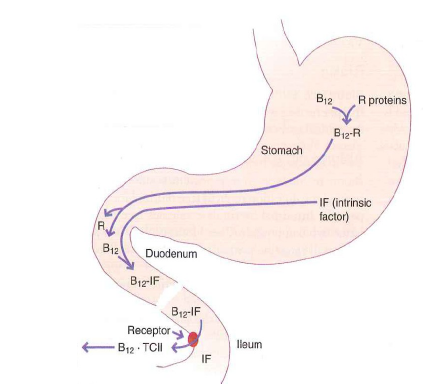 B12 R proteins
B12-R
Stomach
IF (intrinsic
factor)
R
B12
Duodenum
B12-IF
B12-IF
Receptor
Ileum
B12 · TCII
IF